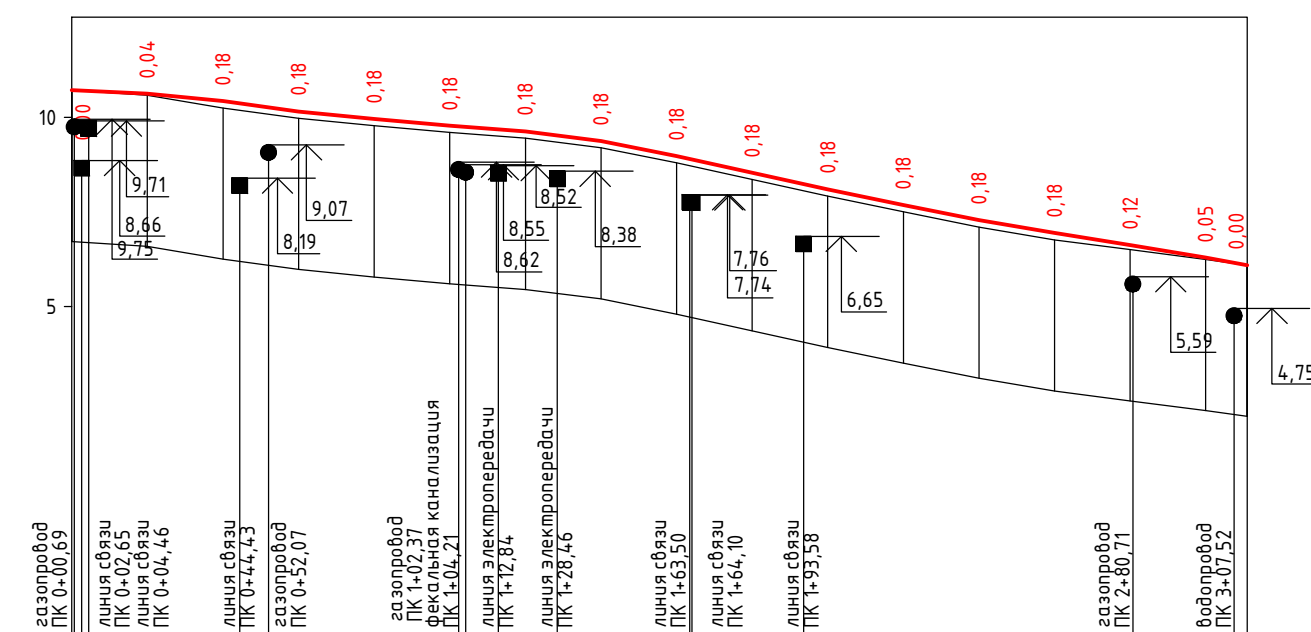 0,04
0,18
0,18
0,18
0,18
0,18
0,18
0,18
0,18
0,18
0,18
0,18
0,18
0,12
0,05
0,00
10
0,00
5
9,71
8,66
9,75
9,07
8,19
8,52
8,55
8,62
8,38
7,76
7,74
6,65
5,59
4,75
газопровод
ПК 0+00,69
линия связи
ПК 0+02,65
линия связи
ПК 0+04,46
линия связи
ПК 0+44,43
газопровод
ПК 0+52,07
газопровод
ПК 1+02,37
фекальная канализация
ПК 1+04,21
линия электропередачи
ПК 1+12,84
линия электропередачи
ПК 1+28,46
линия связи
ПК 1+63,50
линия связи
ПК 1+64,10
линия связи
ПК 1+93,58
газопровод
ПК 2+80,71
водопровод
ПК 3+07,52